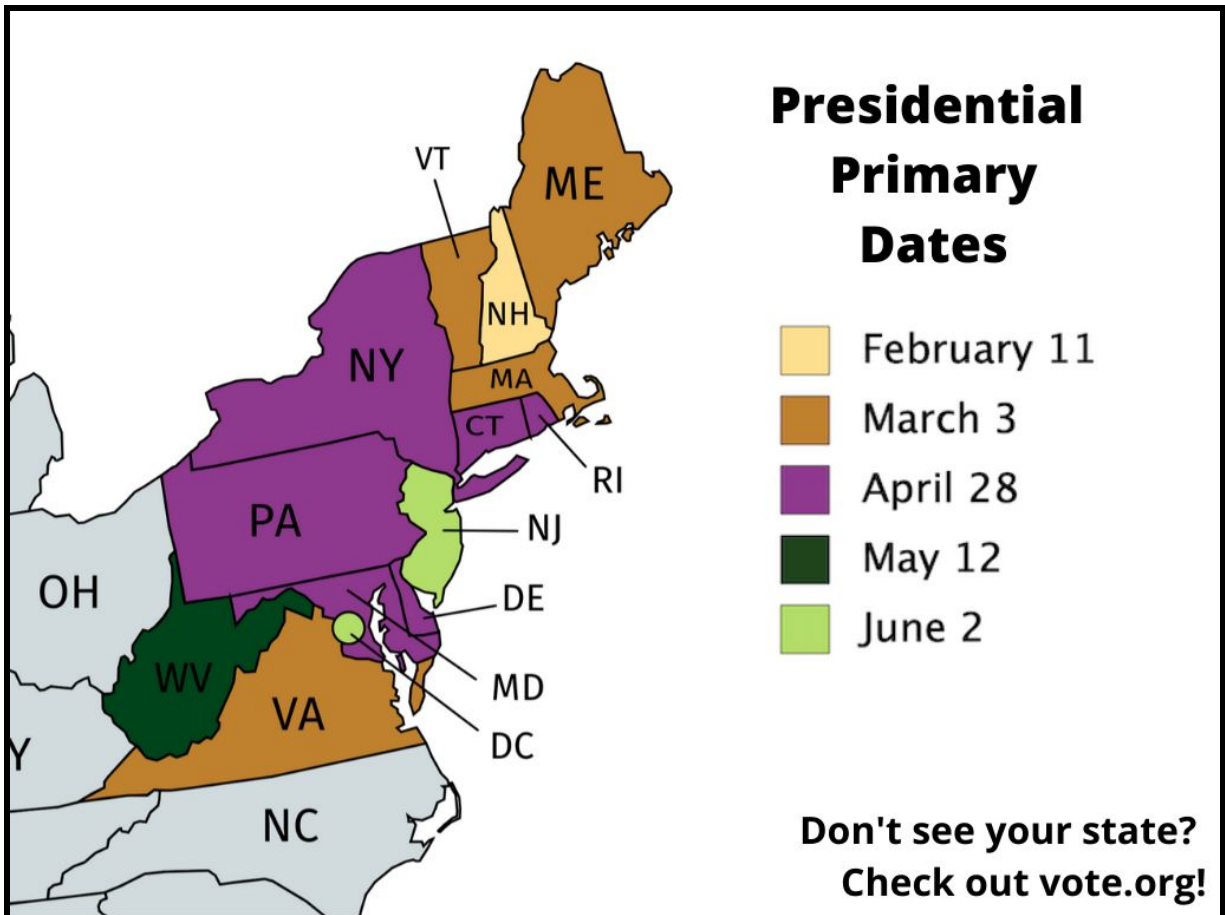 Presidential
Primary
Dates
February 11
March 3
April 28
May 12
June 2
VT
ME
NH
NY
MA
CT
RI
PA
NJ
OH
DE
WV
MD
VA
DC
Y
NC
Don't see your state?
Check out vote.org!